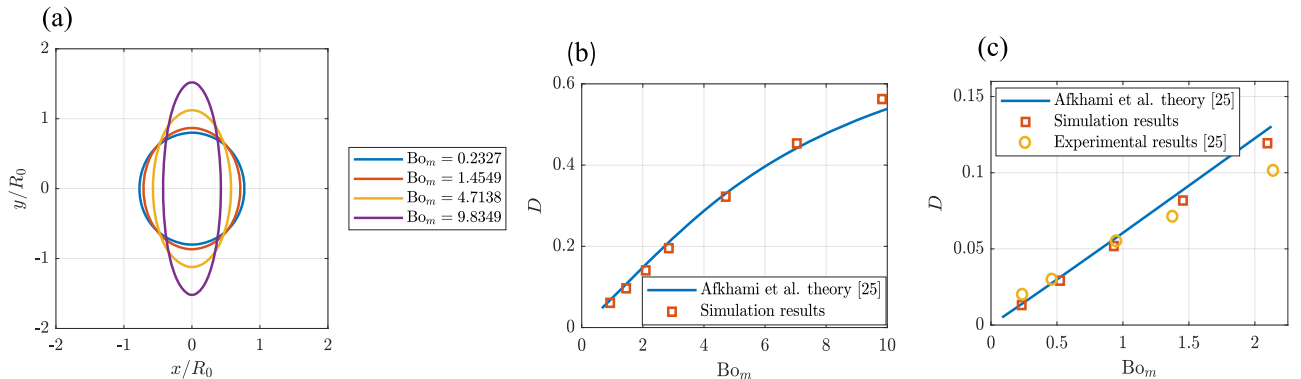 (a)
2
1
0
-1
-2
-2
-1
0
1
2
y/R₀
x/R₀
Boₘ = 0.2327
Boₘ = 1.4549
Boₘ = 4.7138
Boₘ = 9.8349
(b)
0.6
0.4
0.2
0
0
2
4
6
8
10
D
Boₘ
Afkhami et al. theory [25]
Simulation results
(c)
0.15
0.1
0.05
0
0
0.5
1
1.5
2
D
Boₘ
Afkhami et al. theory [25]
Simulation results
Experimental results [25]